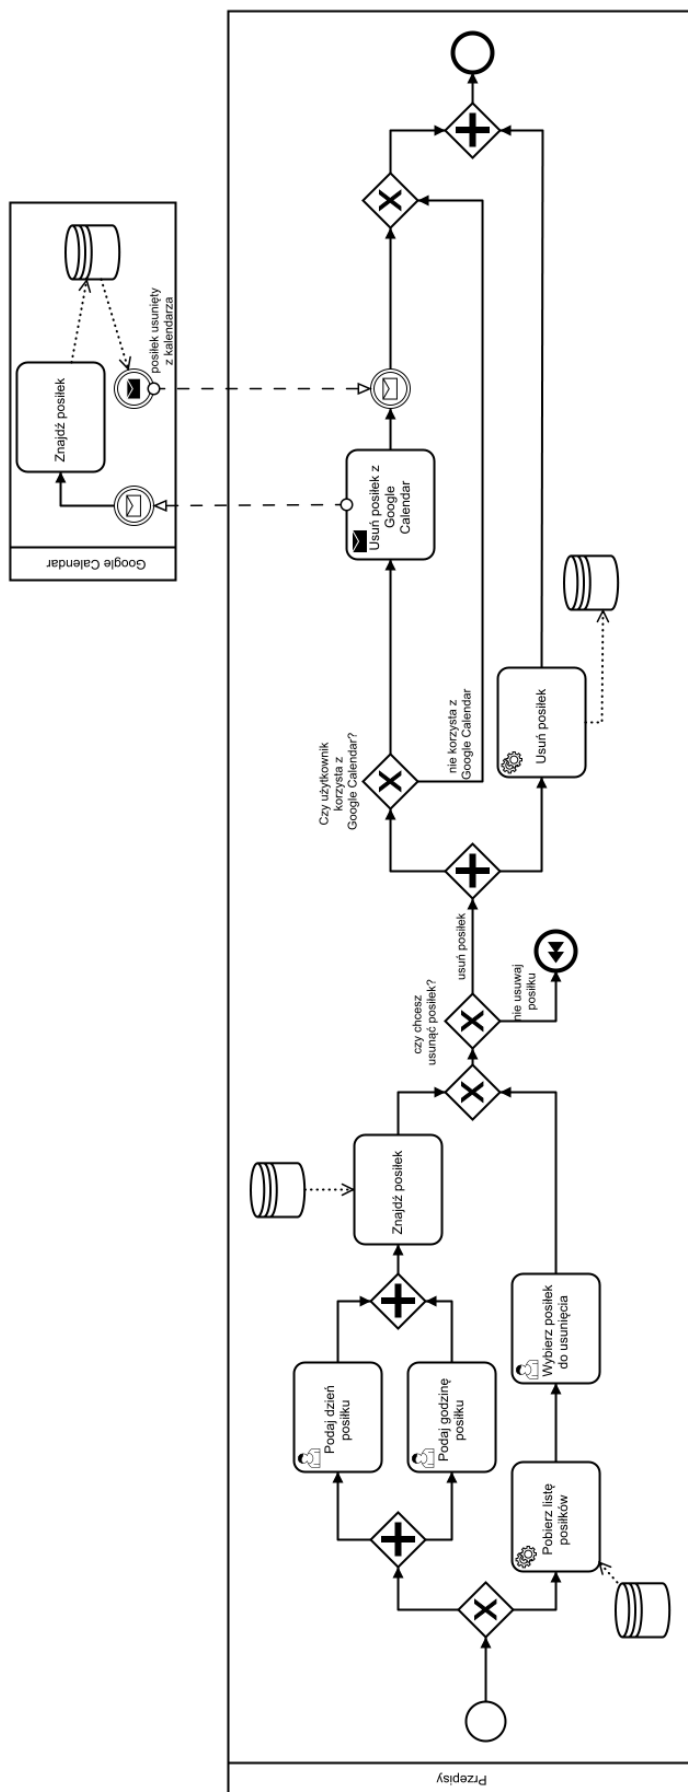 Przepisy
Podaj dzień
posiłku
Podaj godzinę
posiłku
Pobierz listę
posiłków
Wybierz posiłek
do usunięcia
Znajdź posiłek
czy chcesz
usunąć posiłek?
nie usuwaj
posiłku
usuń posiłek
Czy użytkownik
korzysta z
Google Calendar?
nie korzysta z
Google Calendar
Usuń posiłek
Usuń posiłek z
Google
Calendar
Google Calendar
Znajdź posiłek
posiłek usunięty
z kalendarza